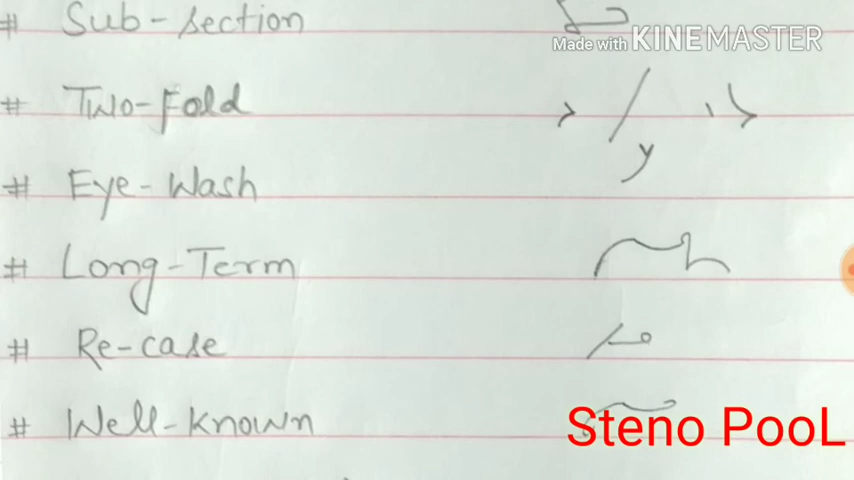 # Sub-section
Made with KINEMASTER
# Two-Fold
# Eye-Wash
# Long-Term
# Re-case
# Well-known
Steno PooL